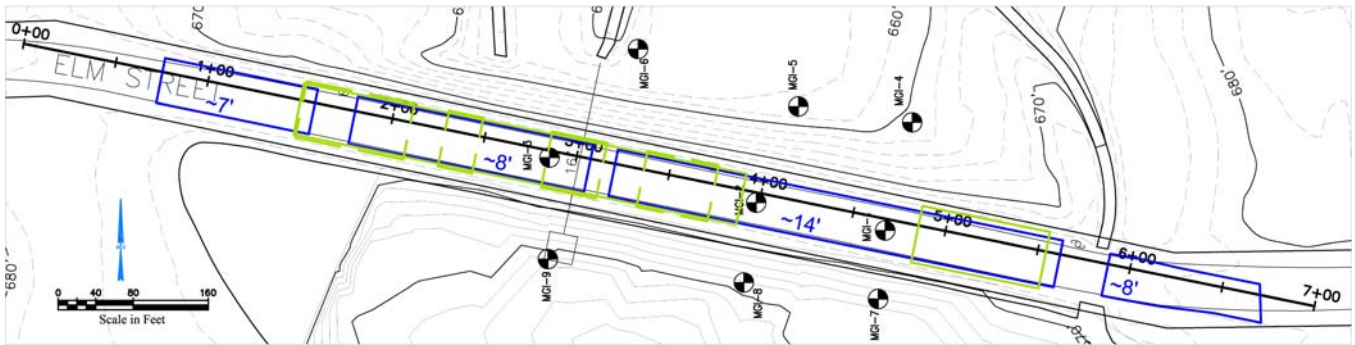 0+00
ELM STREET
1+00
~7'
2+00
~8'
3+00
16
4+00
~14'
5+00
6+00
~8'
7+00
670'
660'
670'
680'
~680'
670'
MGI-6
MGI-5
MGI-4
MGI-3
MGI-2
MGI-
MGI-9
MGI-8
MGI-7
0 40 80 160
Scale in Feet